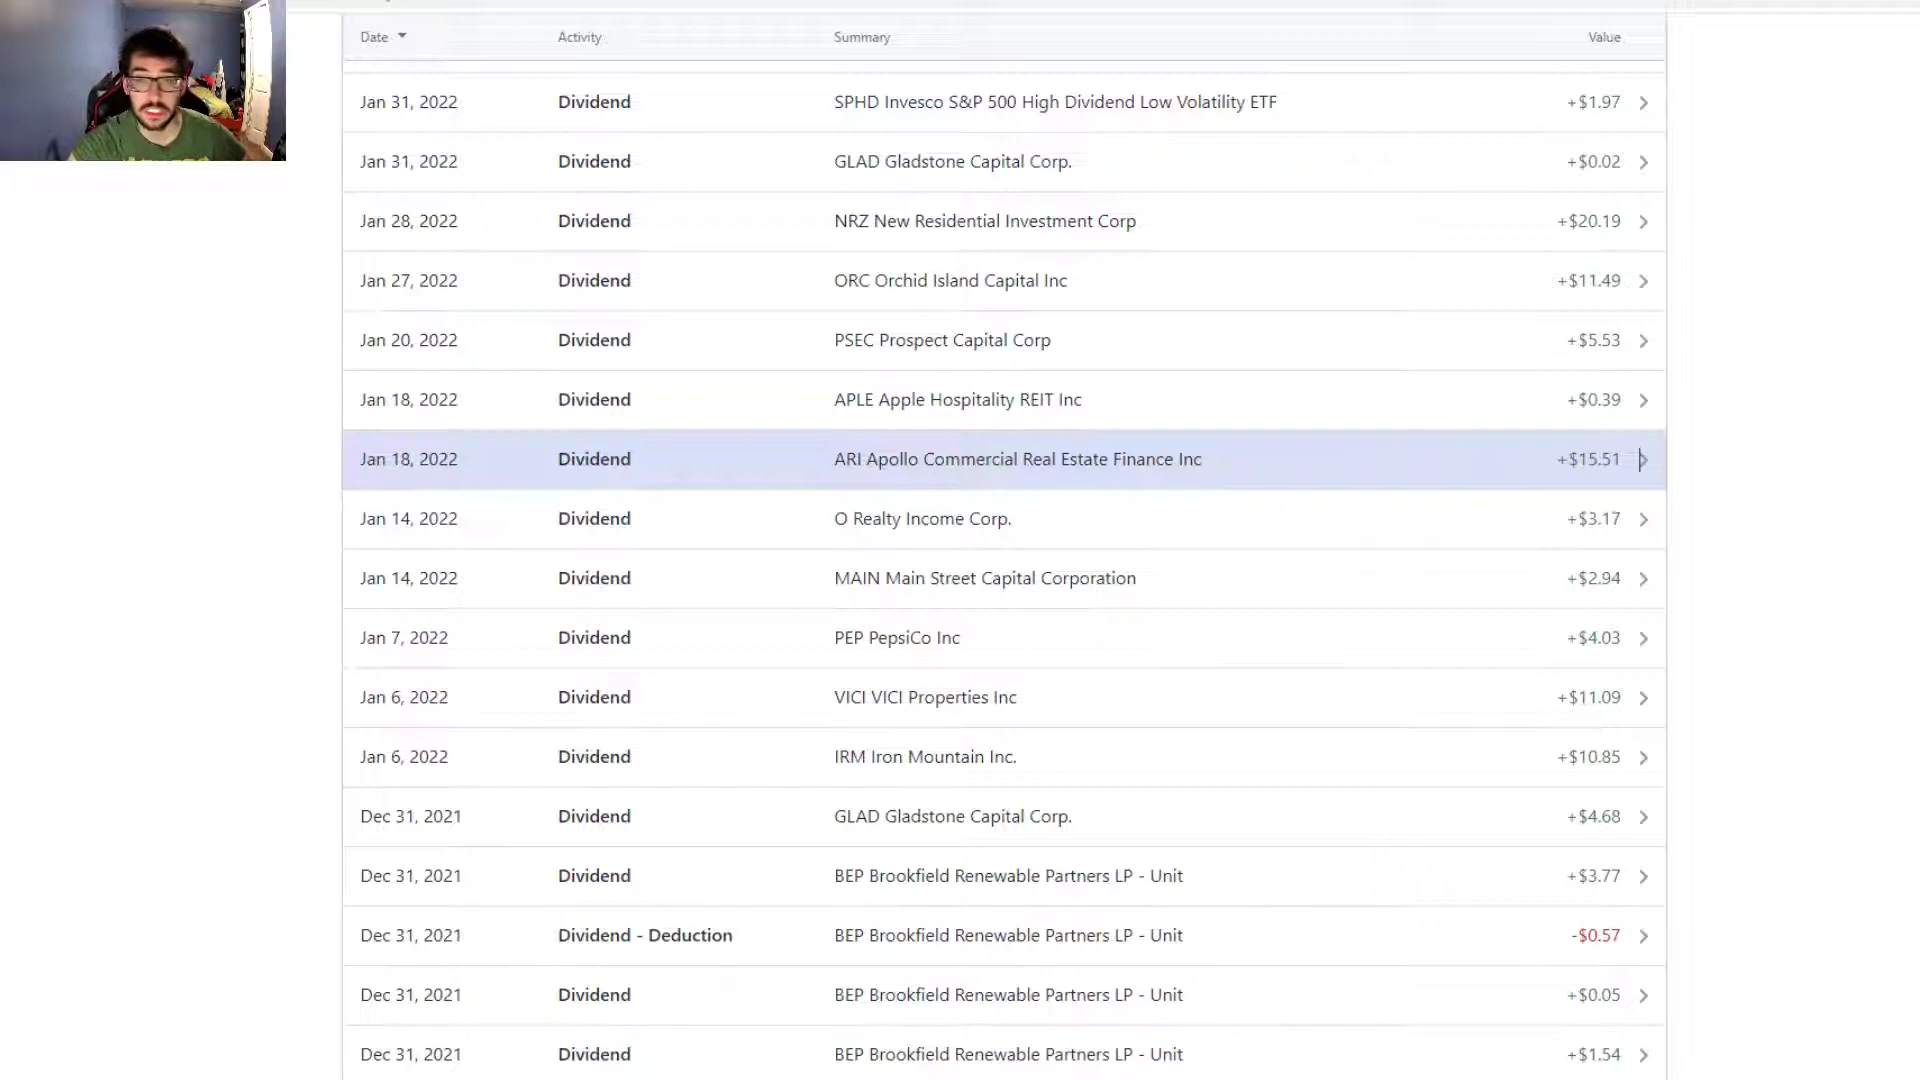 Date Activity Summary Value
Jan 31, 2022 Dividend SPHD Invesco S&P 500 High Dividend Low Volatility ETF +$1.97
Jan 31, 2022 Dividend GLAD Gladstone Capital Corp. +$0.02
Jan 28, 2022 Dividend NRZ New Residential Investment Corp +$20.19
Jan 27, 2022 Dividend ORC Orchid Island Capital Inc +$11.49
Jan 20, 2022 Dividend PSEC Prospect Capital Corp +$5.53
Jan 18, 2022 Dividend APLE Apple Hospitality REIT Inc +$0.39
Jan 18, 2022 Dividend ARI Apollo Commercial Real Estate Finance Inc +$15.51
Jan 14, 2022 Dividend O Realty Income Corp. +$3.17
Jan 14, 2022 Dividend MAIN Main Street Capital Corporation +$2.94
Jan 7, 2022 Dividend PEP PepsiCo Inc +$4.03
Jan 6, 2022 Dividend VICI VICI Properties Inc +$11.09
Jan 6, 2022 Dividend IRM Iron Mountain Inc. +$10.85
Dec 31, 2021 Dividend GLAD Gladstone Capital Corp. +$4.68
Dec 31, 2021 Dividend BEP Brookfield Renewable Partners LP - Unit +$3.77
Dec 31, 2021 Dividend - Deduction BEP Brookfield Renewable Partners LP - Unit -$0.57
Dec 31, 2021 Dividend BEP Brookfield Renewable Partners LP - Unit +$0.05
Dec 31, 2021 Dividend BEP Brookfield Renewable Partners LP - Unit +$1.54